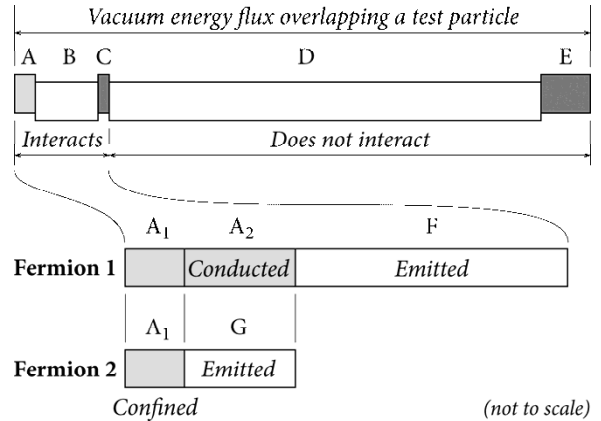 Vacuum energy flux overlapping a test particle
A B C D E
Interacts Does not interact
A1 A2 F
Fermion 1 Conducted Emitted
A1 G
Fermion 2 Emitted
Confined (not to scale)